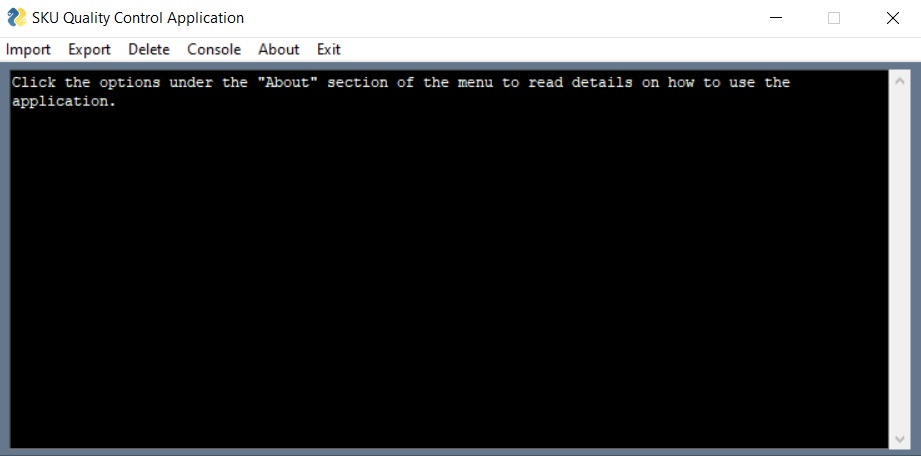 SKU Quality Control Application
Import Export Delete Console About Exit
Click the options under the "About" section of the menu to read details on how to use the
application.